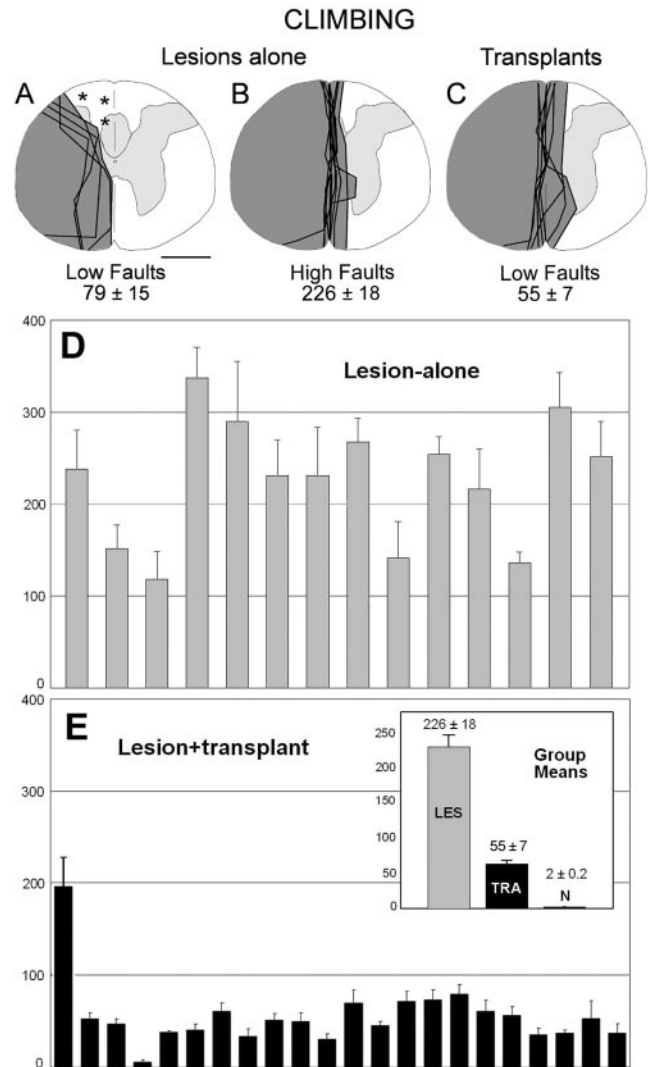 CLIMBING
Lesions alone
Transplants
A
* *
*
B
C
Low Faults
79 ± 15
High Faults
226 ± 18
Low Faults
55 ± 7
400
D
Lesion-alone
300
200
100
0
400
E
Lesion+transplant
300
200
100
0
226 ± 18
250
Group
Means
200
150
LES
100
55 ± 7
50
TRA
2 ± 0.2
N
0